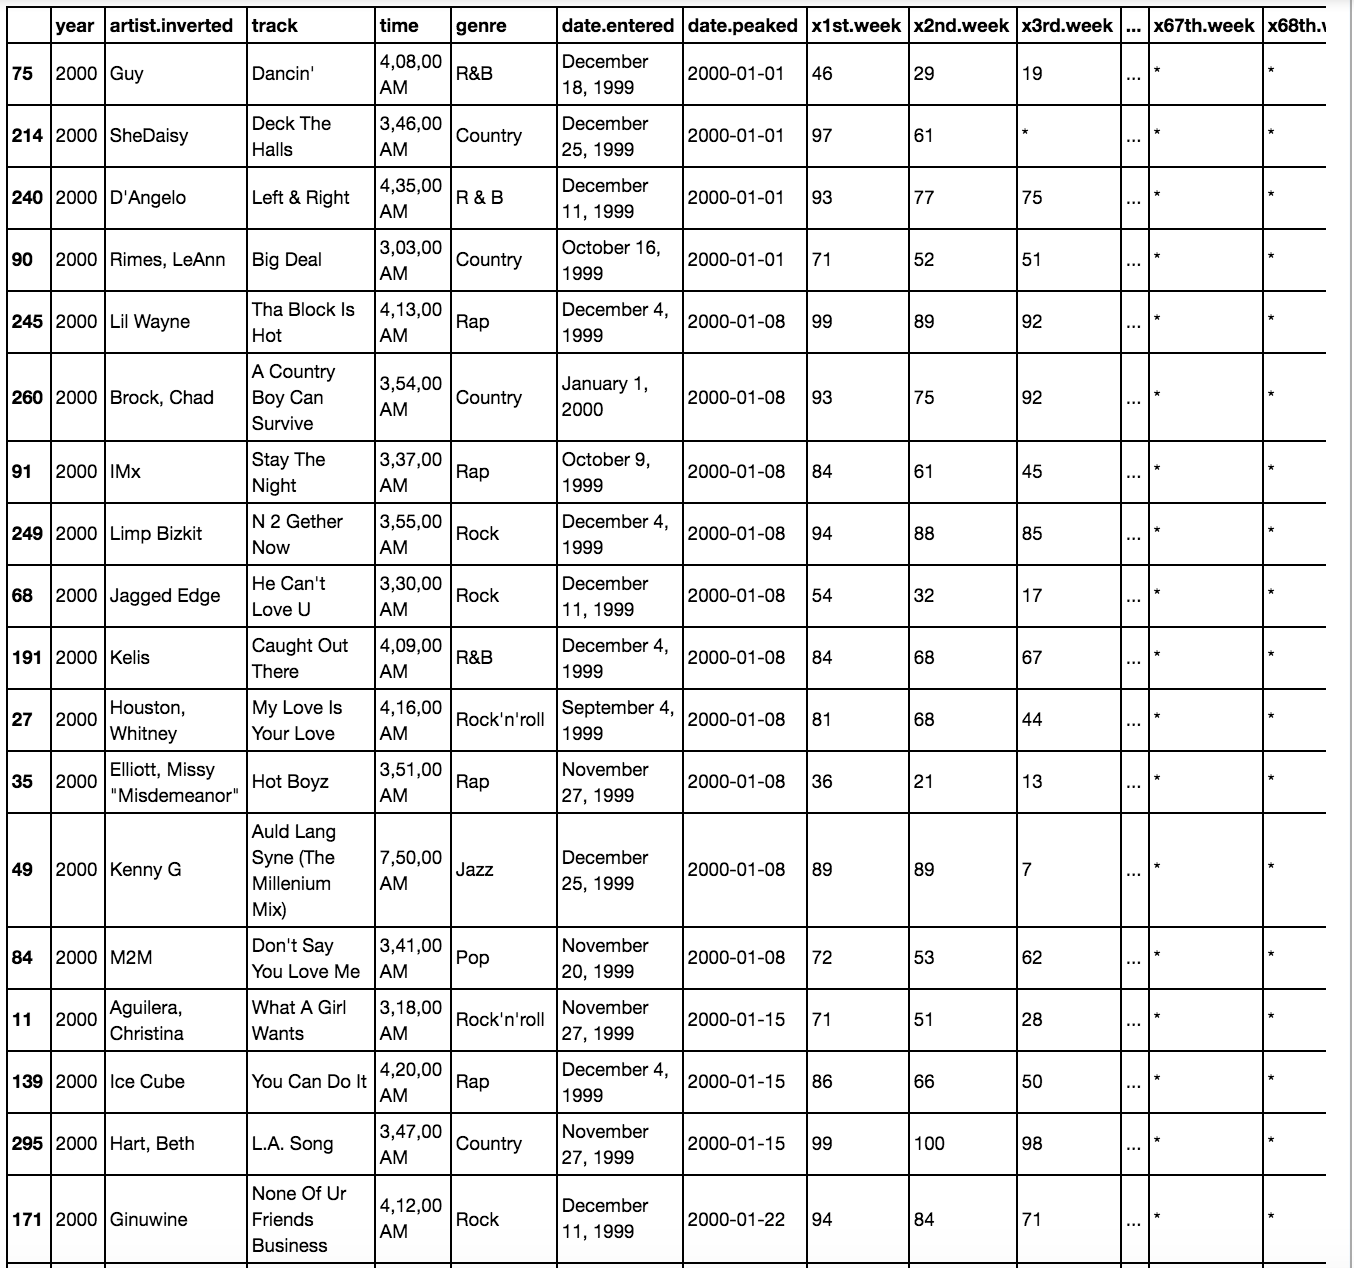 year artist.inverted track time genre date.entered date.peaked x1st.week x2nd.week x3rd.week ... x67th.week x68th.w
75 2000 Guy Dancin' 4,08,00 AM R&B December 18, 1999 2000-01-01 46 29 19 ... * *
214 2000 SheDaisy Deck The Halls 3,46,00 AM Country December 25, 1999 2000-01-01 97 61 * ... * *
240 2000 D'Angelo Left & Right 4,35,00 AM R & B December 11, 1999 2000-01-01 93 77 75 ... * *
90 2000 Rimes, LeAnn Big Deal 3,03,00 AM Country October 16, 1999 2000-01-01 71 52 51 ... * *
245 2000 Lil Wayne Tha Block Is Hot 4,13,00 AM Rap December 4, 1999 2000-01-08 99 89 92 ... * *
260 2000 Brock, Chad A Country Boy Can Survive 3,54,00 AM Country January 1, 2000 2000-01-08 93 75 92 ... * *
91 2000 IMx Stay The Night 3,37,00 AM Rap October 9, 1999 2000-01-08 84 61 45 ... * *
249 2000 Limp Bizkit N 2 Gether Now 3,55,00 AM Rock December 4, 1999 2000-01-08 94 88 85 ... * *
68 2000 Jagged Edge He Can't Love U 3,30,00 AM Rock December 11, 1999 2000-01-08 54 32 17 ... * *
191 2000 Kelis Caught Out There 4,09,00 AM R&B December 4, 1999 2000-01-08 84 68 67 ... * *
27 2000 Houston, Whitney My Love Is Your Love 4,16,00 AM Rock'n'roll September 4, 1999 2000-01-08 81 68 44 ... * *
35 2000 Elliott, Missy "Misdemeanor" Hot Boyz 3,51,00 AM Rap November 27, 1999 2000-01-08 36 21 13 ... * *
49 2000 Kenny G Auld Lang Syne (The Millenium Mix) 7,50,00 AM Jazz December 25, 1999 2000-01-08 89 89 7 ... * *
84 2000 M2M Don't Say You Love Me 3,41,00 AM Pop November 20, 1999 2000-01-08 72 53 62 ... * *
11 2000 Aguilera, Christina What A Girl Wants 3,18,00 AM Rock'n'roll November 27, 1999 2000-01-15 71 51 28 ... * *
139 2000 Ice Cube You Can Do It 4,20,00 AM Rap December 4, 1999 2000-01-15 86 66 50 ... * *
295 2000 Hart, Beth L.A. Song 3,47,00 AM Country November 27, 1999 2000-01-15 99 100 98 ... * *
171 2000 Ginuwine None Of Ur Friends Business 4,12,00 AM Rock December 11, 1999 2000-01-22 94 84 71 ... * *